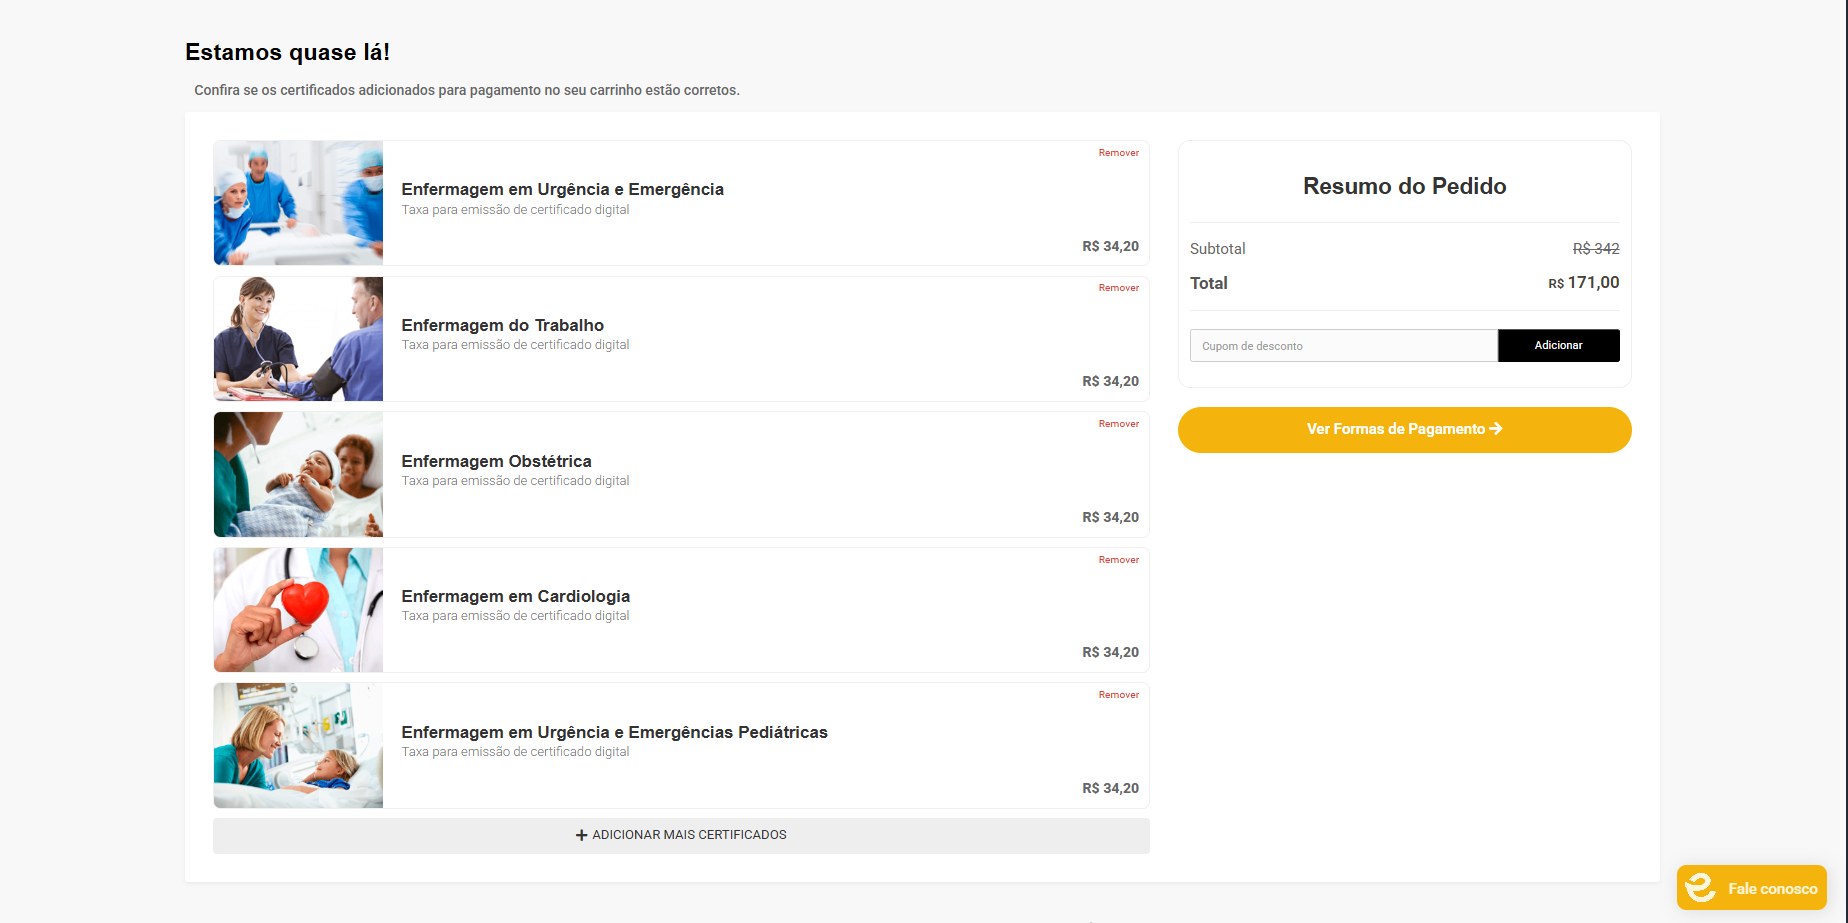 Estamos quase lá!
Confira se os certificados adicionados para pagamento no seu carrinho estão corretos.
Remover
Enfermagem em Urgência e Emergência
Taxa para emissão de certificado digital
R$ 34,20
Remover
Enfermagem do Trabalho
Taxa para emissão de certificado digital
R$ 34,20
Remover
Enfermagem Obstétrica
Taxa para emissão de certificado digital
R$ 34,20
Remover
Enfermagem em Cardiologia
Taxa para emissão de certificado digital
R$ 34,20
Remover
Enfermagem em Urgência e Emergências Pediátricas
Taxa para emissão de certificado digital
R$ 34,20
+ ADICIONAR MAIS CERTIFICADOS
Resumo do Pedido
Subtotal R$ 342
Total R$ 171,00
Cupom de desconto Adicionar
Ver Formas de Pagamento →
Fale conosco